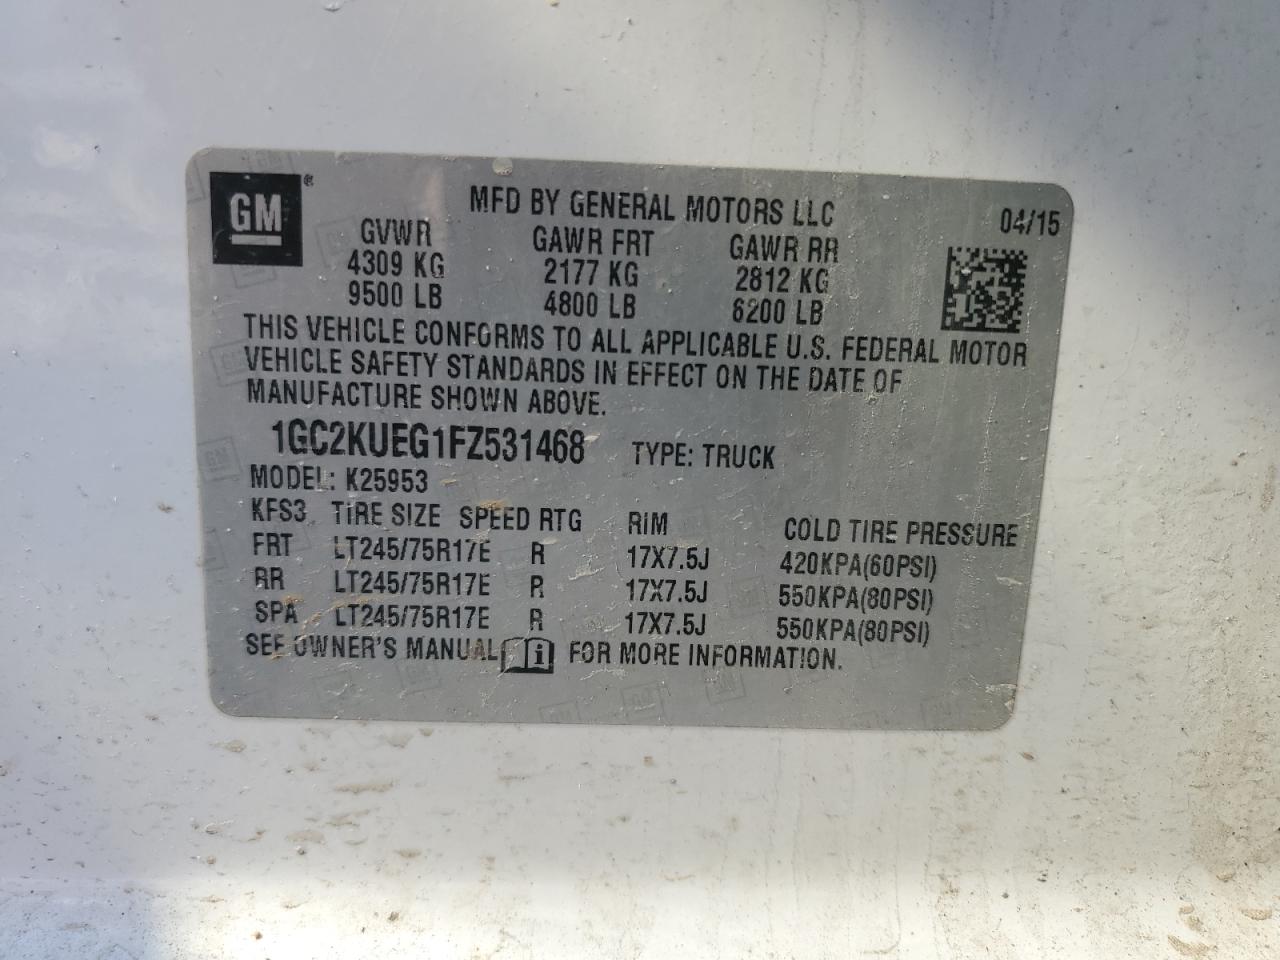 GM®
MFD BY GENERAL MOTORS LLC 04/15
GVWR GAWR FRT GAWR RR
4309 KG 2177 KG 2812 KG
9500 LB 4800 LB 6200 LB
THIS VEHICLE CONFORMS TO ALL APPLICABLE U.S. FEDERAL MOTOR
VEHICLE SAFETY STANDARDS IN EFFECT ON THE DATE OF
MANUFACTURE SHOWN ABOVE.
1GC2KUEG1FZ531468 TYPE: TRUCK
MODEL: K25953
KFS3 TIRE SIZE SPEED RTG RIM COLD TIRE PRESSURE
FRT LT245/75R17E R 17X7.5J 420KPA(60PSI)
RR LT245/75R17E R 17X7.5J 550KPA(80PSI)
SPA LT245/75R17E R 17X7.5J 550KPA(80PSI)
SEE OWNER'S MANUAL i FOR MORE INFORMATION.